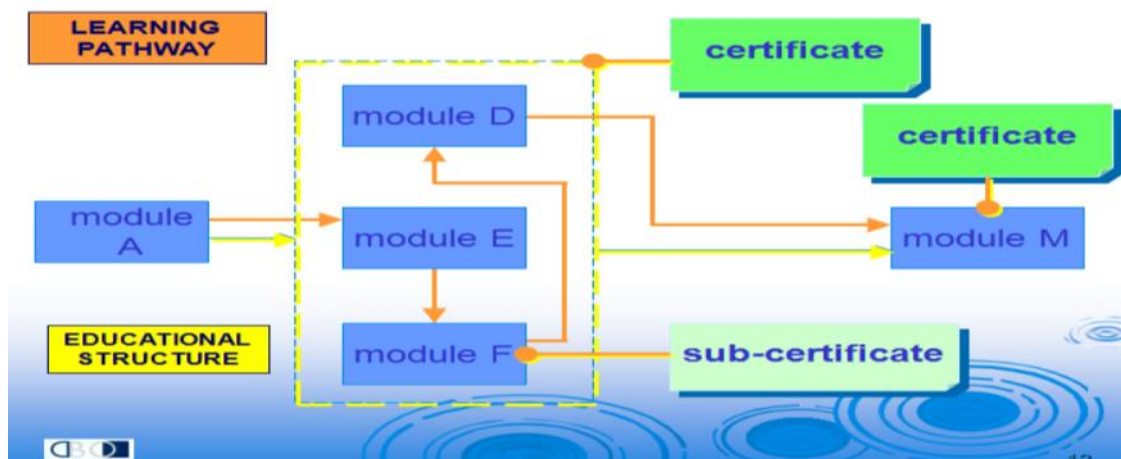 LEARNING
PATHWAY
certificate
module D
certificate
module
A
module E
module M
EDUCATIONAL
STRUCTURE
module F
sub-certificate